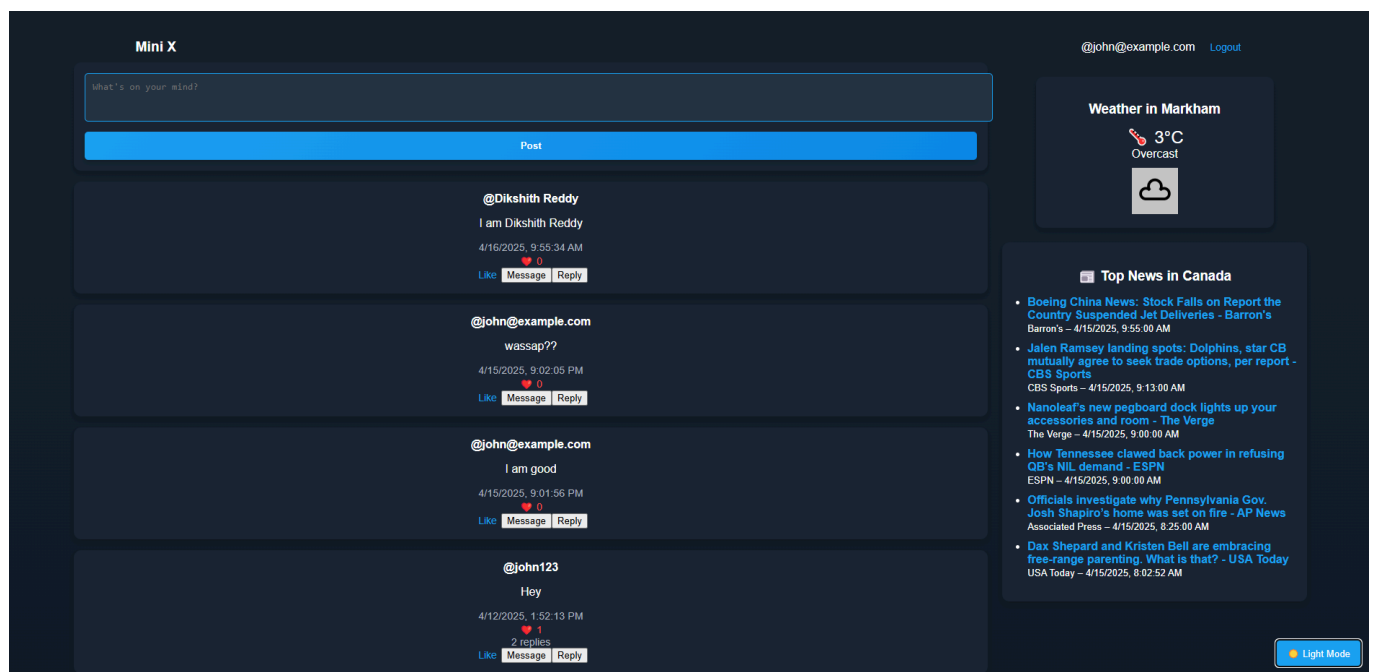 Mini X
@john@example.com Logout
What's on your mind?
Post
@Dikshith Reddy
I am Dikshith Reddy
4/16/2025, 9:55:34 AM
❤️ 0
Like Message Reply
@john@example.com
wassap??
4/15/2025, 9:02:05 PM
❤️ 0
Like Message Reply
@john@example.com
I am good
4/15/2025, 9:01:56 PM
❤️ 0
Like Message Reply
@john123
Hey
4/12/2025, 1:52:13 PM
❤️ 1
2 replies
Like Message Reply
Weather in Markham
🌡️ 3°C
Overcast
📰 Top News in Canada
• Boeing China News: Stock Falls on Report the
Country Suspended Jet Deliveries - Barron's
Barron's – 4/15/2025, 9:55:00 AM
• Jalen Ramsey landing spots: Dolphins, star CB
mutually agree to seek trade options, per report -
CBS Sports
CBS Sports – 4/15/2025, 9:13:00 AM
• Nanoleaf's new pegboard dock lights up your
accessories and room - The Verge
The Verge – 4/15/2025, 9:00:00 AM
• How Tennessee clawed back power in refusing
QB's NIL demand - ESPN
ESPN – 4/15/2025, 9:00:00 AM
• Officials investigate why Pennsylvania Gov.
Josh Shapiro's home was set on fire - AP News
Associated Press – 4/15/2025, 8:25:00 AM
• Dax Shepard and Kristen Bell are embracing
free-range parenting. What is that? - USA Today
USA Today – 4/15/2025, 8:02:52 AM
Light Mode